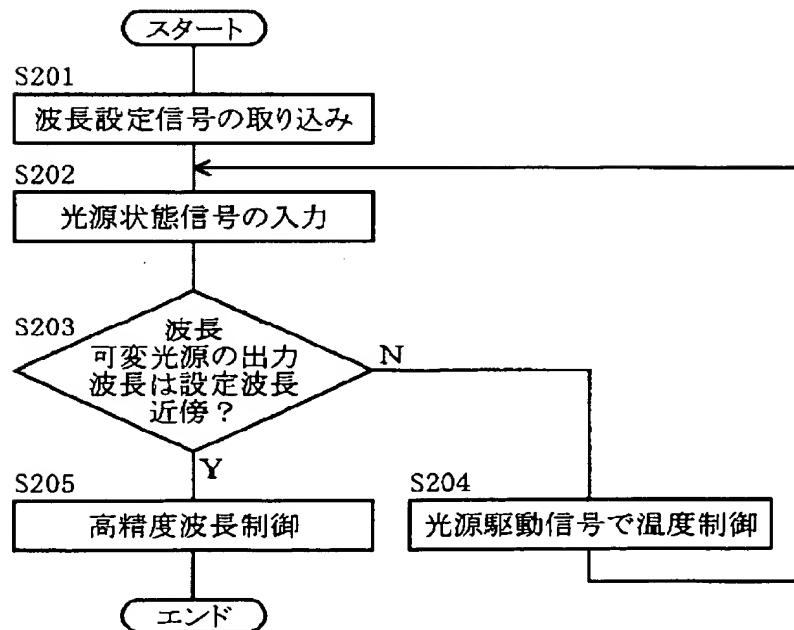 スタート
S201
波長設定信号の取り込み
S202
光源状態信号の入力
S203
波長
可変光源の出力
波長は設定波長
近傍？
N
Y
S205
高精度波長制御
S204
光源駆動信号で温度制御
エンド